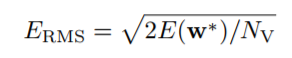 E_RMS = √2E(w*)/N_V